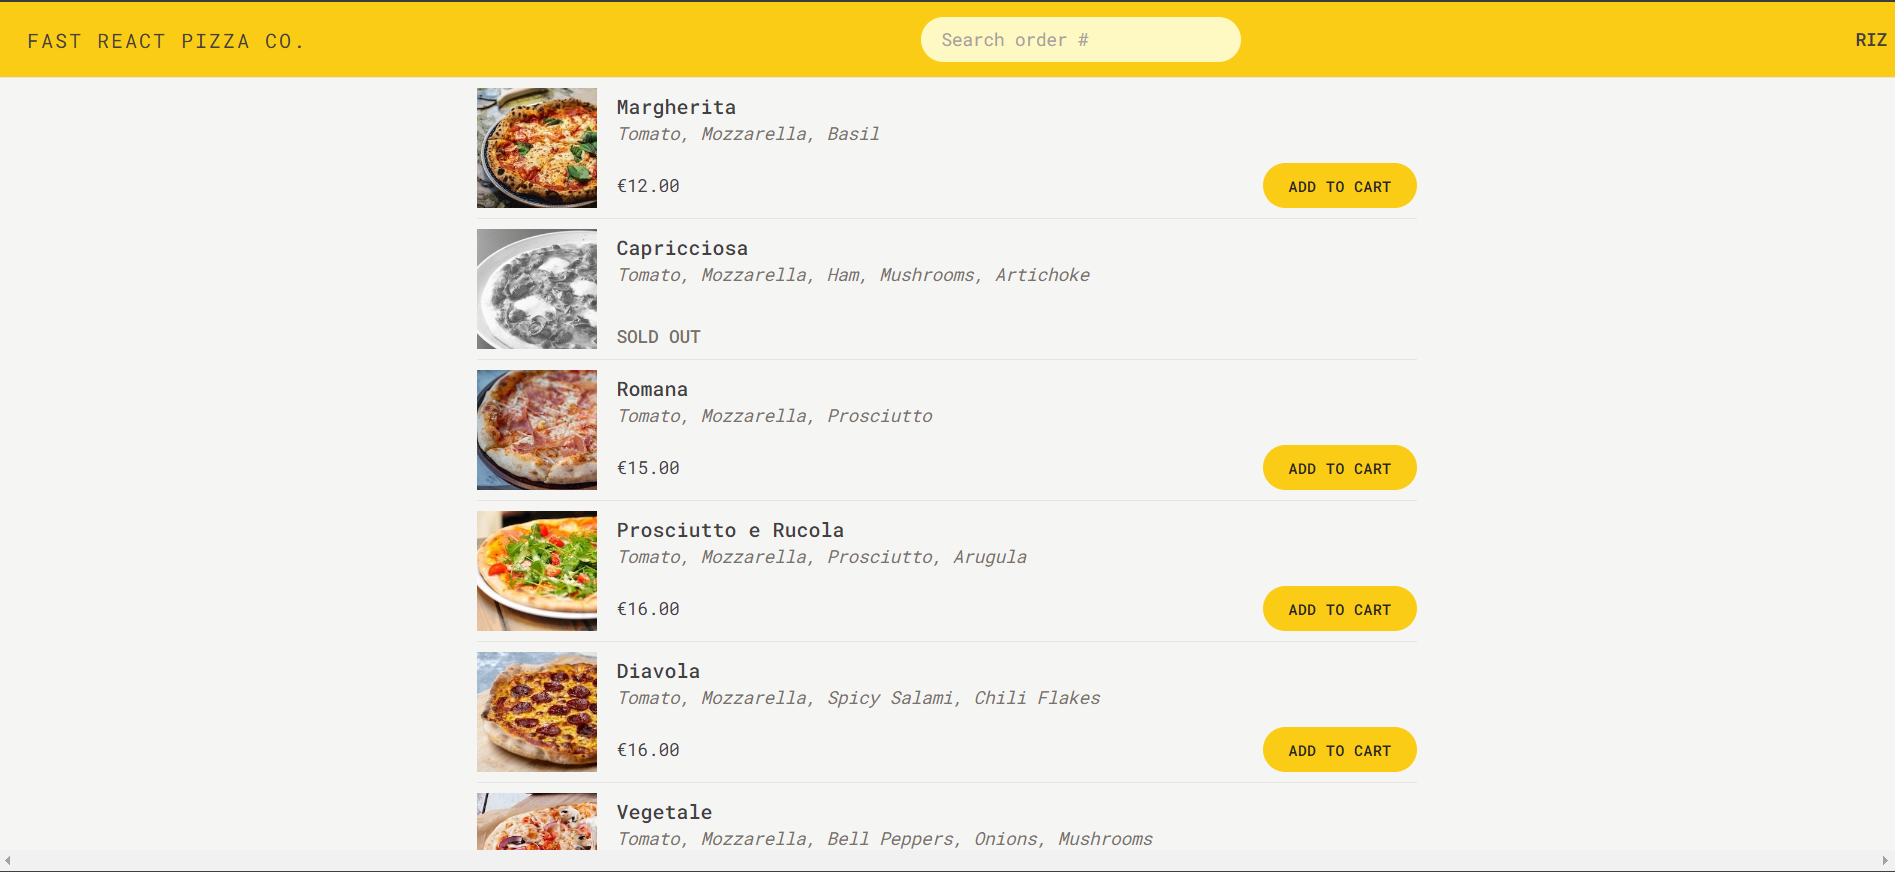 FAST REACT PIZZA CO.
Search order #
RIZ
Margherita
Tomato, Mozzarella, Basil
€12.00
ADD TO CART
Capricciosa
Tomato, Mozzarella, Ham, Mushrooms, Artichoke
SOLD OUT
Romana
Tomato, Mozzarella, Prosciutto
€15.00
ADD TO CART
Prosciutto e Rucola
Tomato, Mozzarella, Prosciutto, Arugula
€16.00
ADD TO CART
Diavola
Tomato, Mozzarella, Spicy Salami, Chili Flakes
€16.00
ADD TO CART
Vegetale
Tomato, Mozzarella, Bell Peppers, Onions, Mushrooms